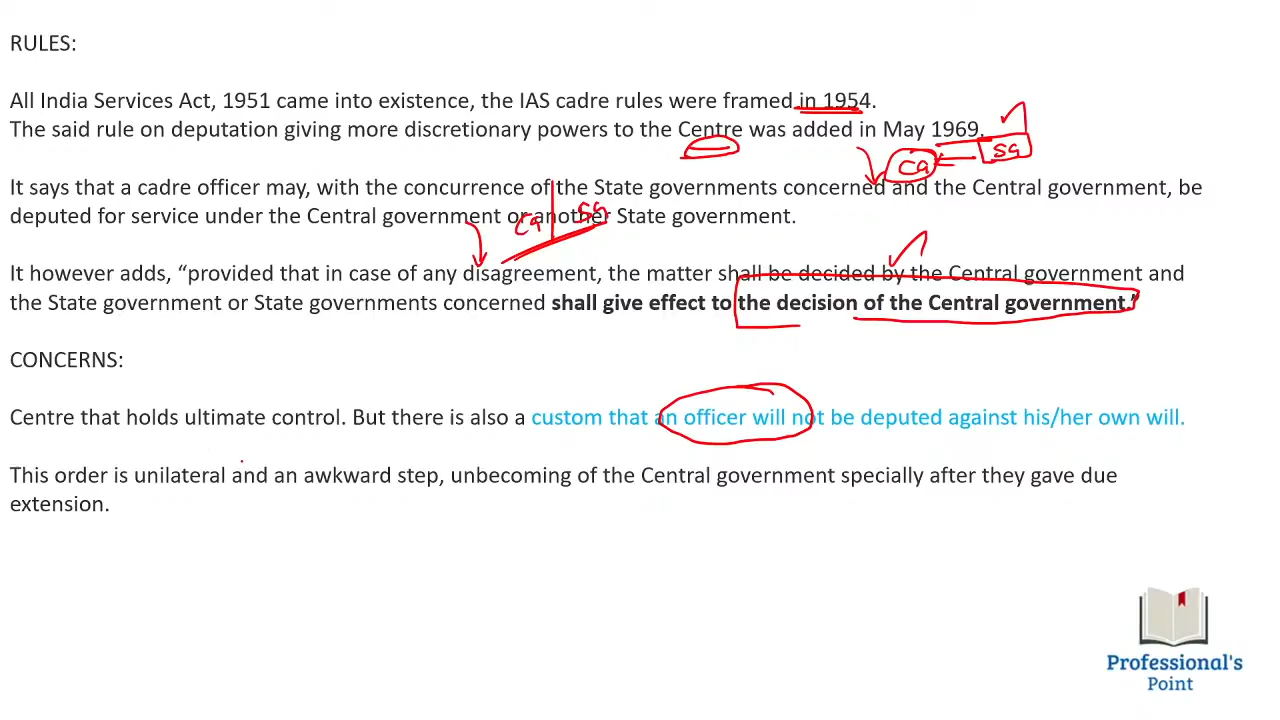 RULES:
All India Services Act, 1951 came into existence, the IAS cadre rules were framed in 1954.
The said rule on deputation giving more discretionary powers to the Centre was added in May 1969.
CG SG
It says that a cadre officer may, with the concurrence of the State governments concerned and the Central government, be
deputed for service under the Central government or another State government.
CG SG
It however adds, “provided that in case of any disagreement, the matter shall be decided by the Central government and
the State government or State governments concerned shall give effect to the decision of the Central government.”
CONCERNS:
Centre that holds ultimate control. But there is also a custom that an officer will not be deputed against his/her own will.
This order is unilateral and an awkward step, unbecoming of the Central government specially after they gave due
extension.
Professional's
Point